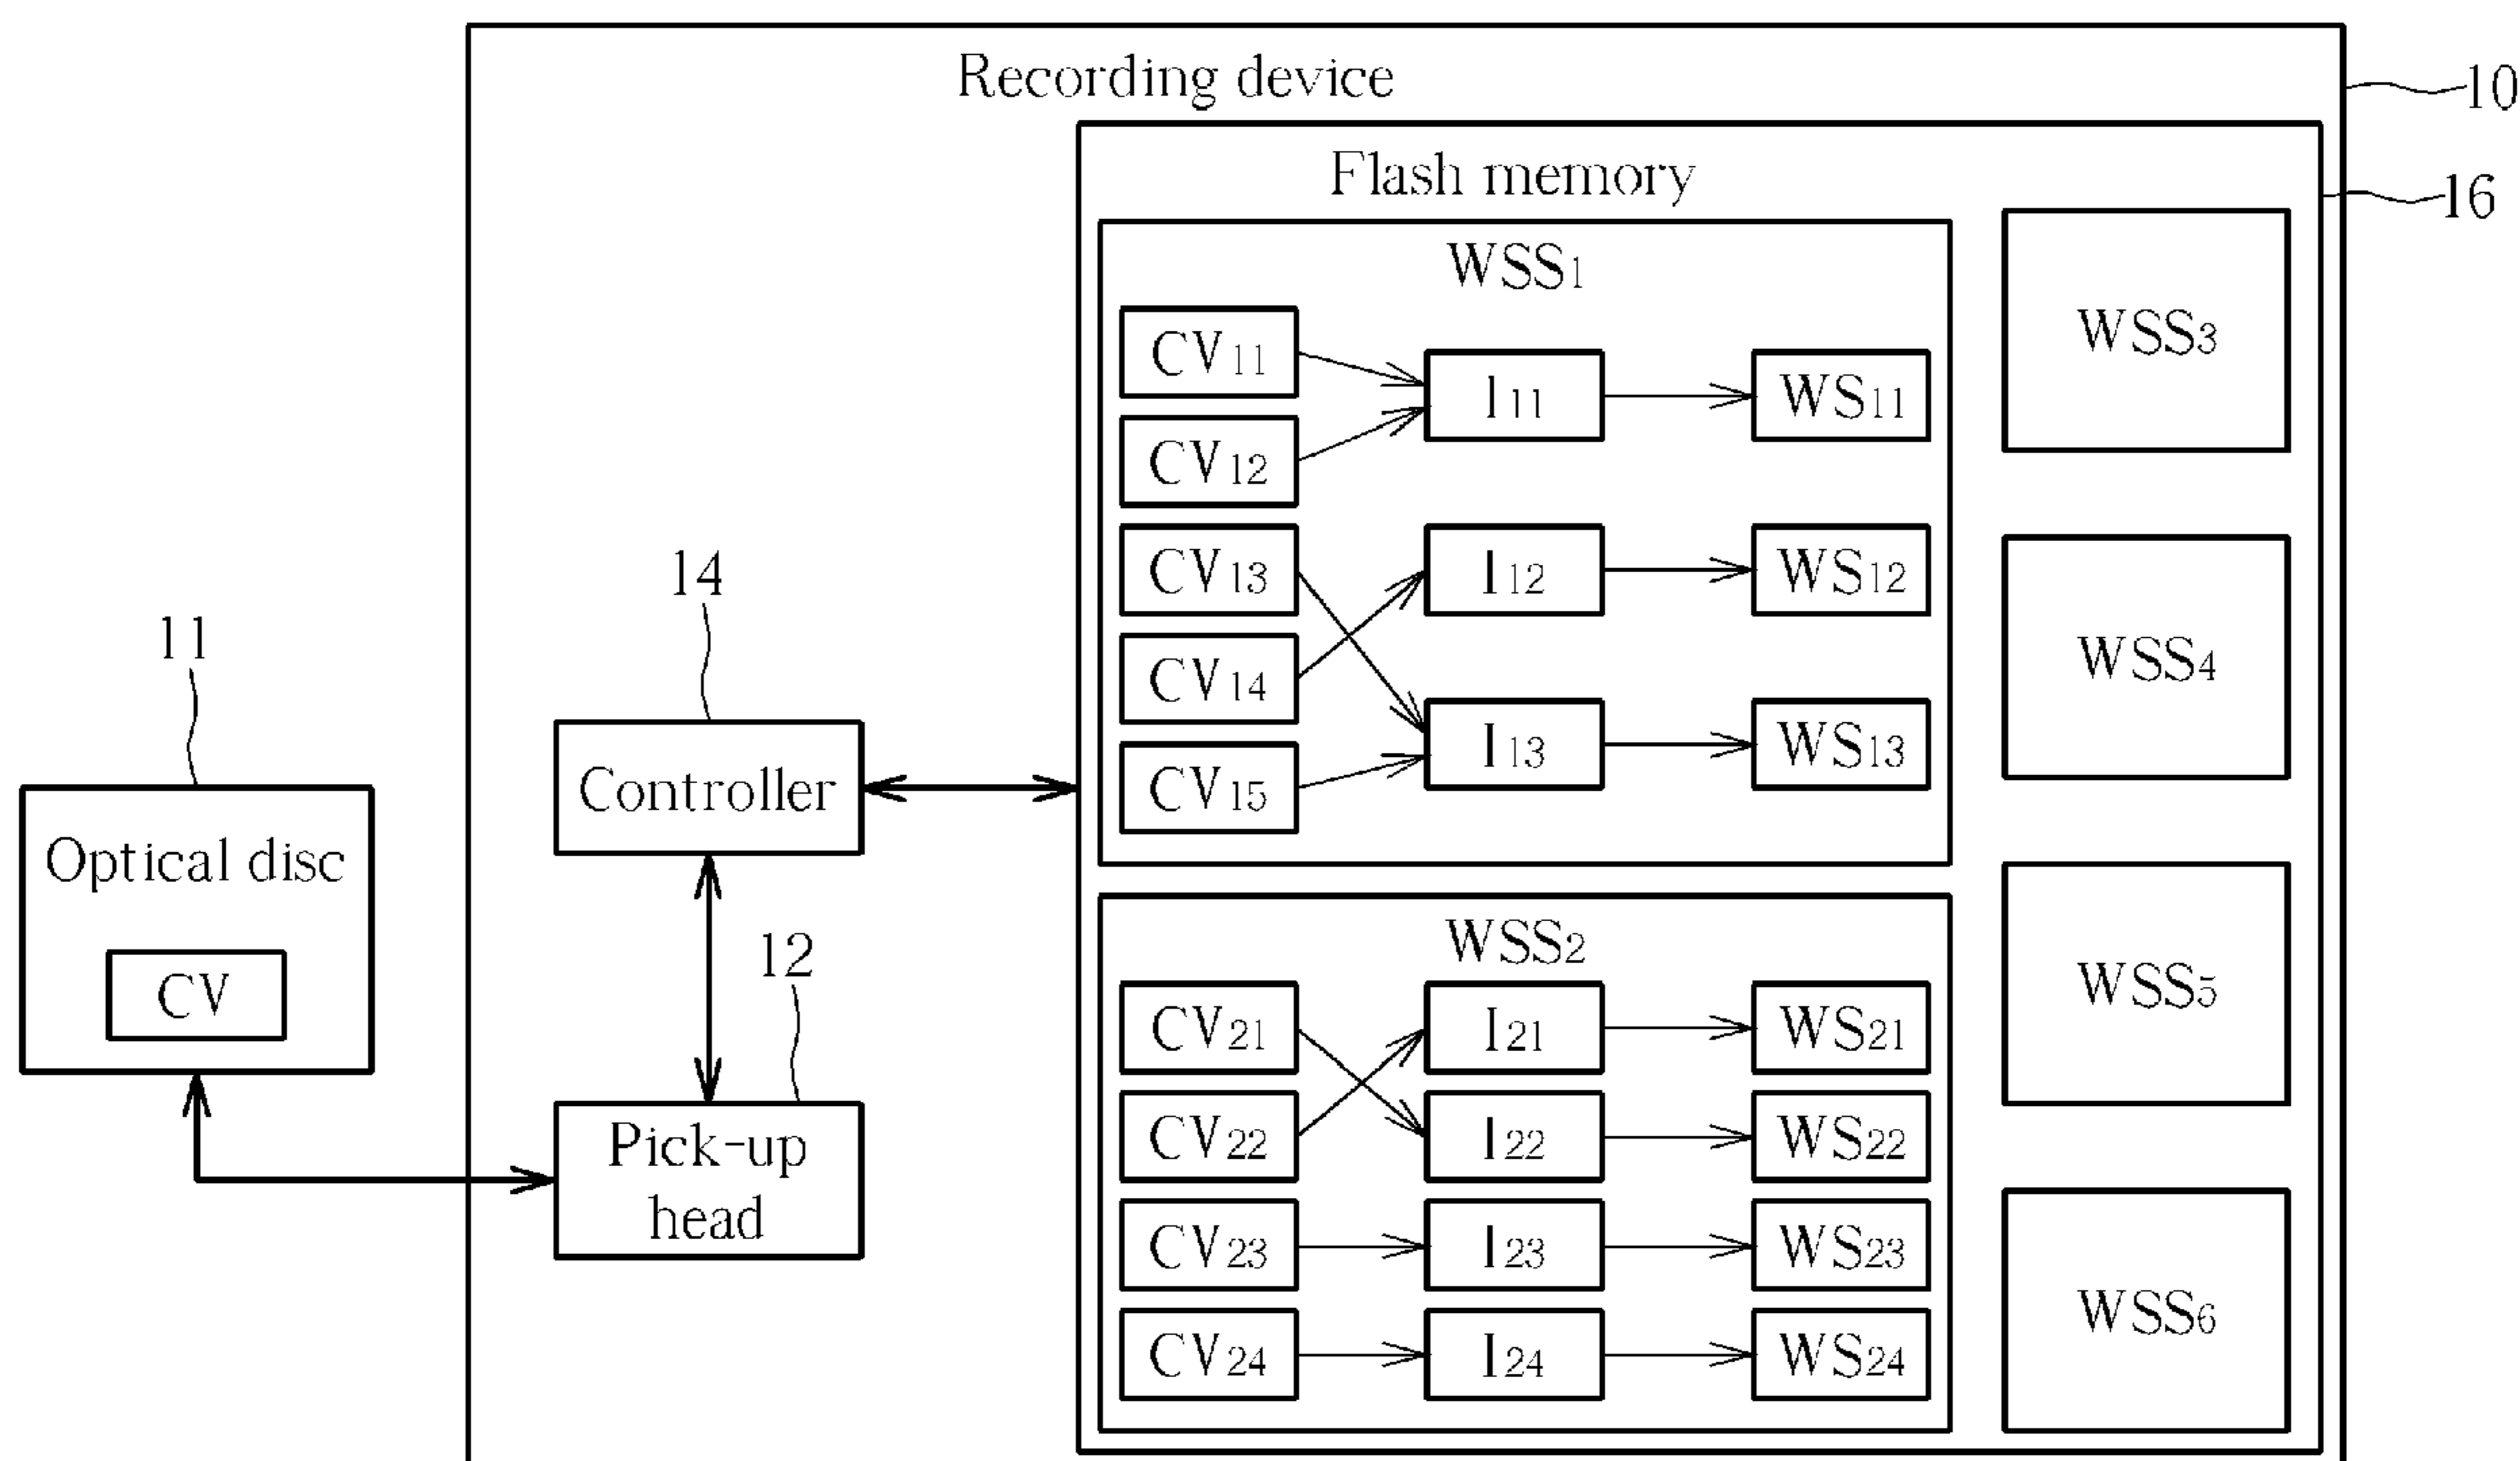 Recording device
10
Flash memory
16
WSS1
WSS3
CV11
I11
WS11
CV12
CV13
I12
WS12
14
CV14
WSS4
11
I13
WS13
Controller
CV15
Optical disc
WSS2
12
CV
CV21
I21
WS21
WSS5
Pick-up
head
CV22
I22
WS22
CV23
I23
WS23
CV24
I24
WS24
WSS6